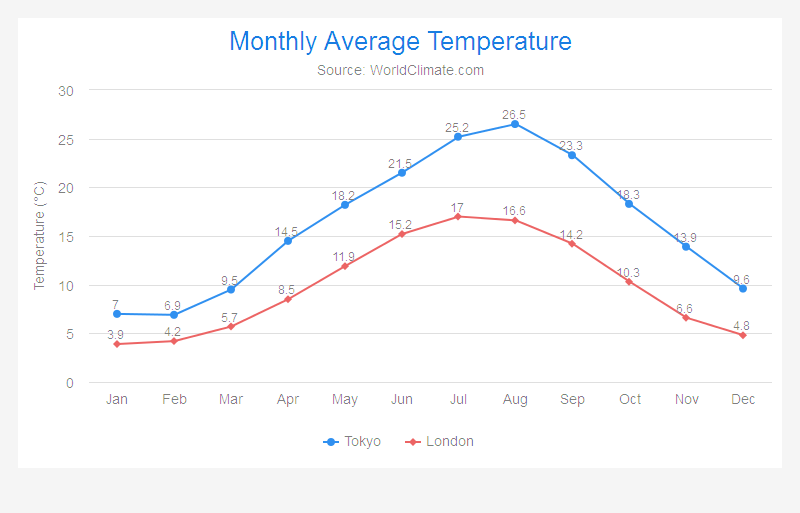 Monthly Average Temperature
Source: WorldClimate.com
Temperature (°C)
30
25
20
15
10
5
0
7 6.9 9.5 14.5 18.2 21.5 25.2 26.5 23.3 18.3 13.9 9.6
3.9 4.2 5.7 8.5 11.9 15.2 17 16.6 14.2 10.3 6.6 4.8
Jan Feb Mar Apr May Jun Jul Aug Sep Oct Nov Dec
Tokyo London